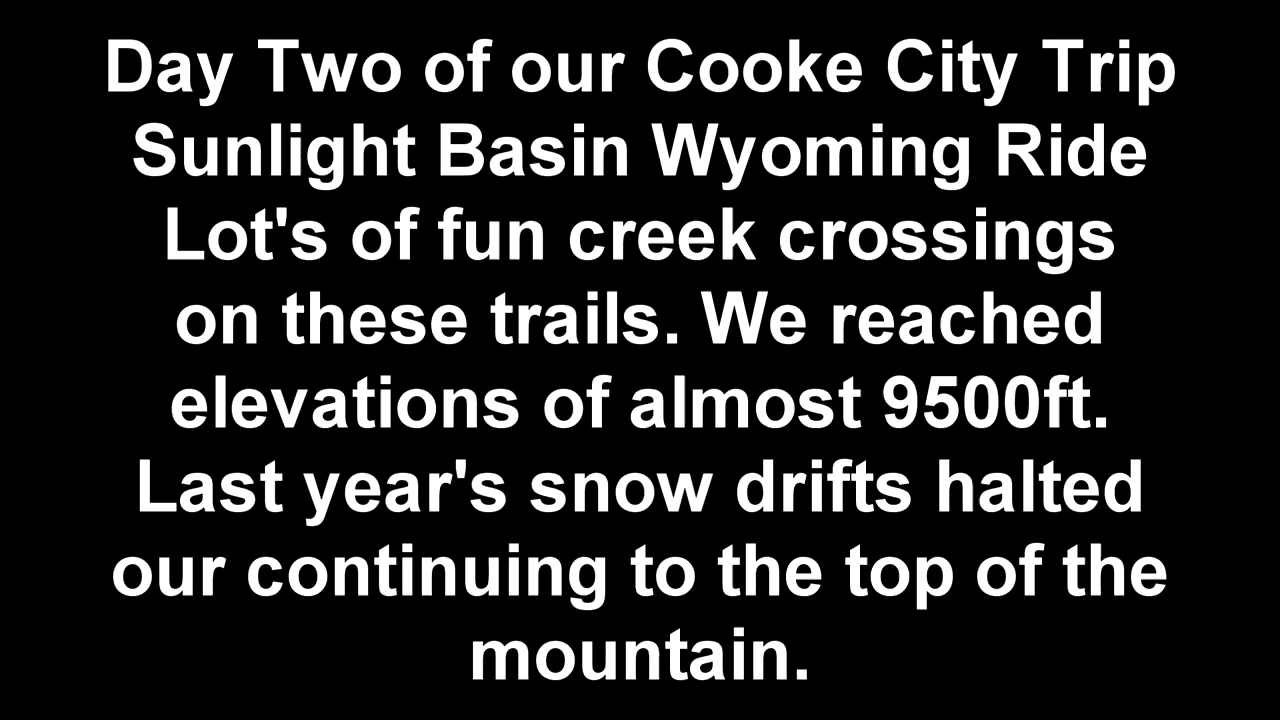 Day Two of our Cooke City Trip
Sunlight Basin Wyoming Ride
Lot's of fun creek crossings
on these trails. We reached
elevations of almost 9500ft.
Last year's snow drifts halted
our continuing to the top of the
mountain.